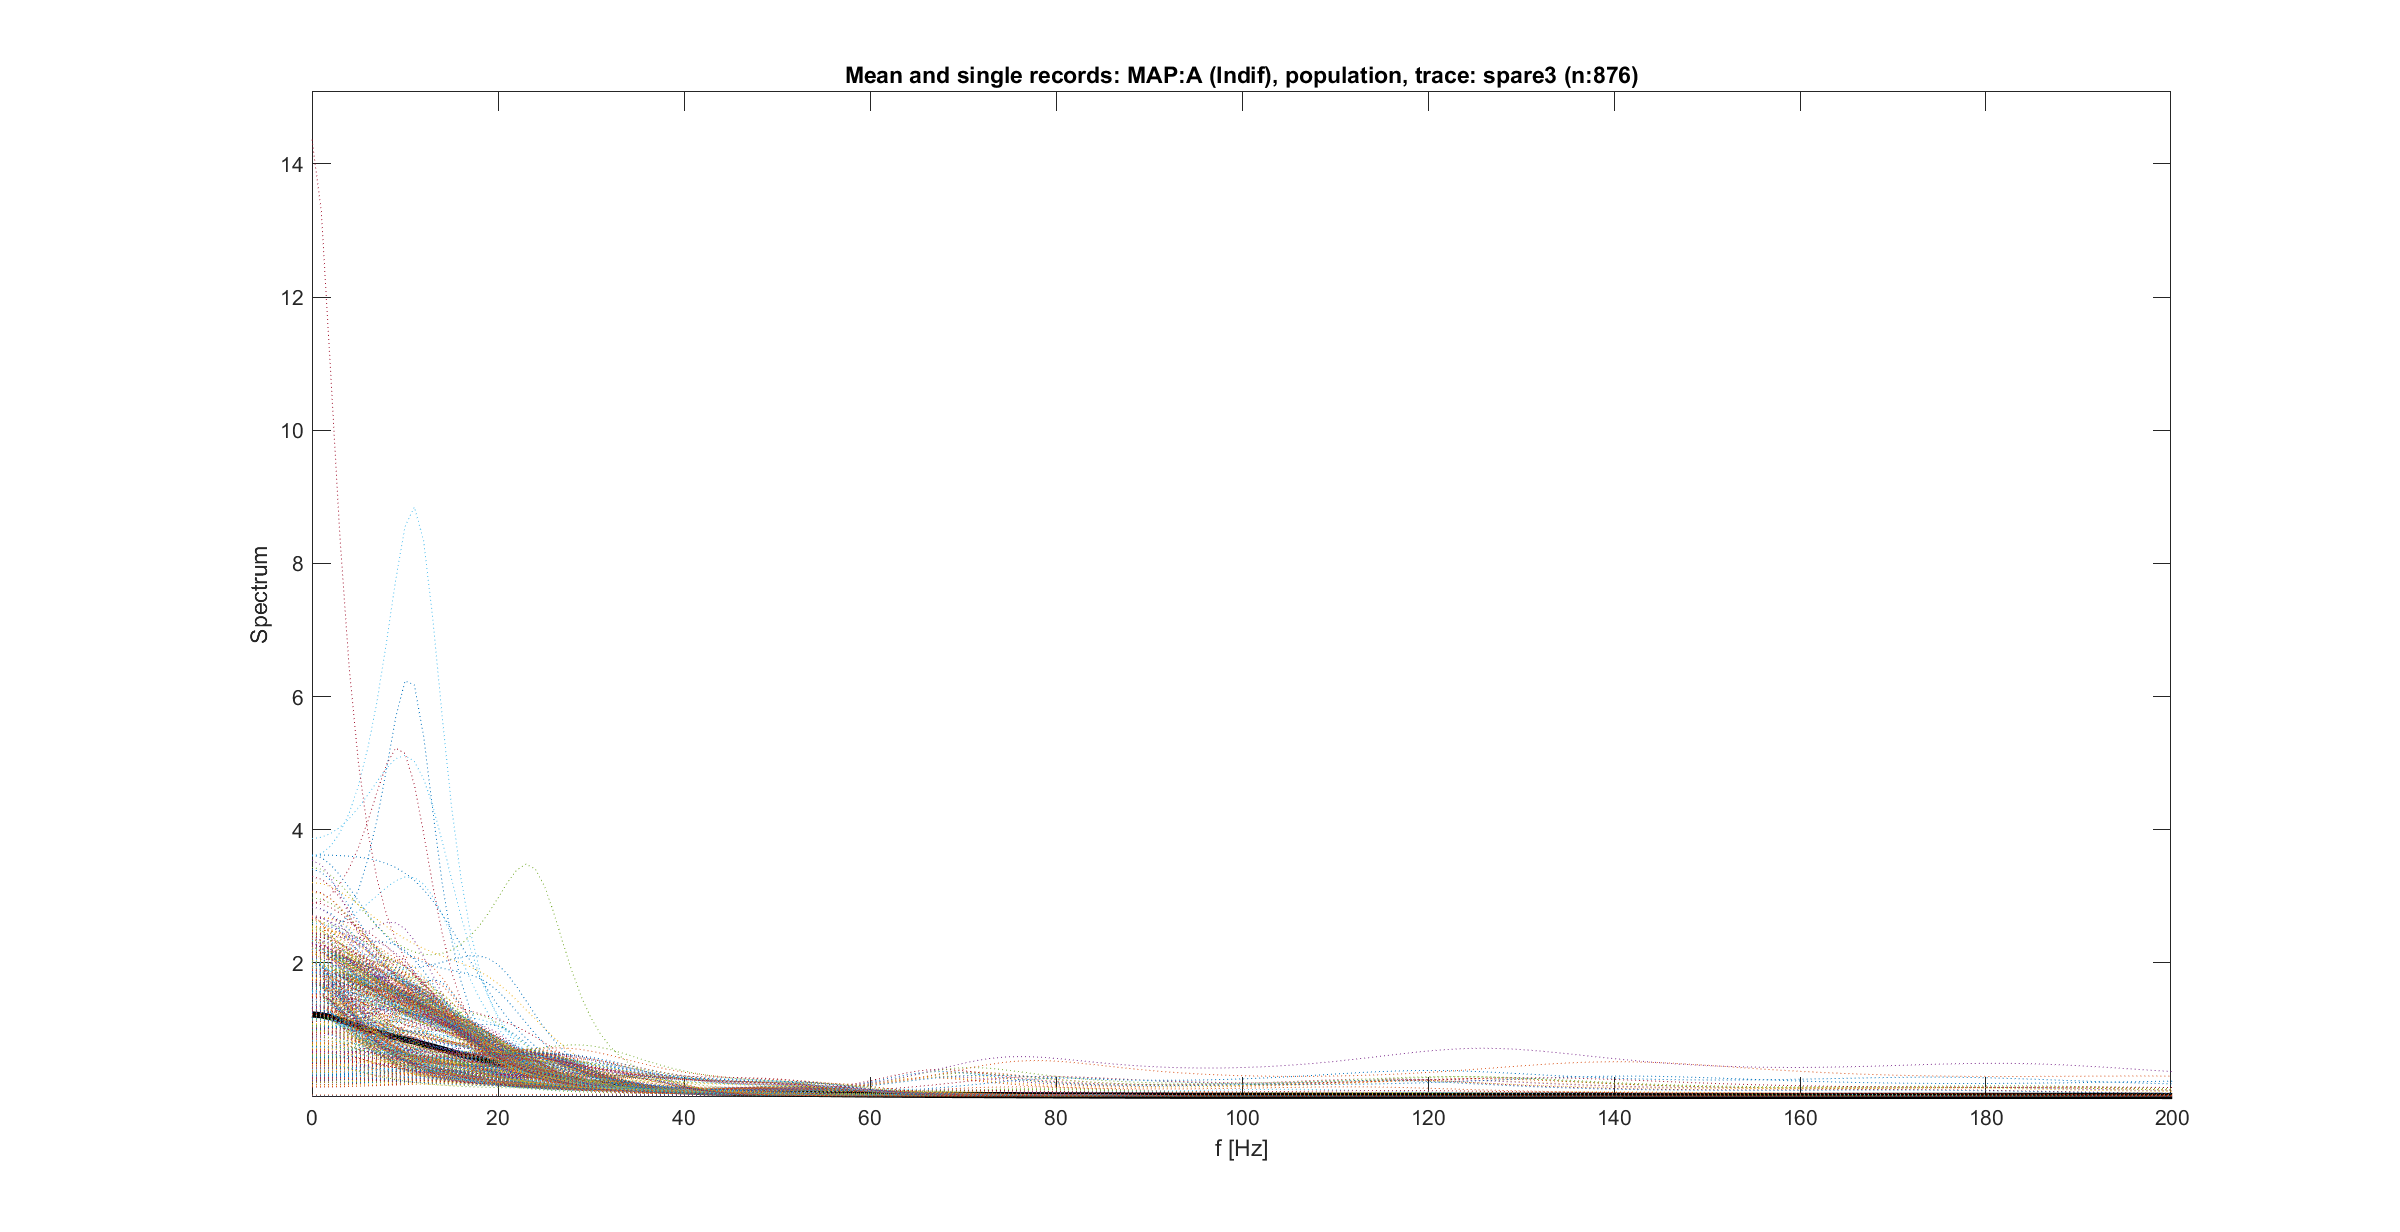 Mean and single records: MAP:A (Indif), population, trace: spare3 (n:876)
14
12
10
8
6
4
2
Spectrum
0 20 40 60 80 100 120 140 160 180 200
f [Hz]